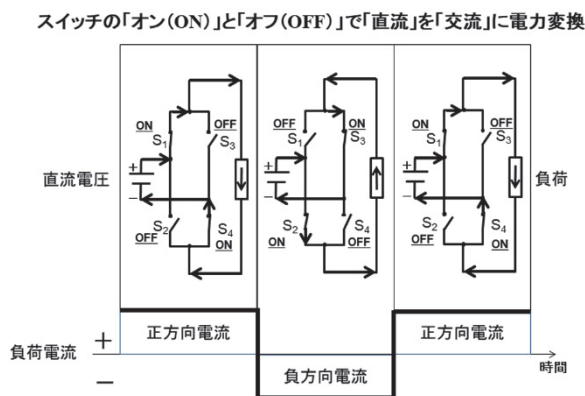 スイッチの「オン(ON)」と「オフ(OFF)」で「直流」を「交流」に電力変換
ON
OFF
S1
S3
直流電圧
+
−
S2
S4
OFF
ON
OFF
ON
S1
S3
+
−
S2
S4
ON
OFF
ON
OFF
S1
S3
+
−
負荷
S2
S4
OFF
ON
負荷電流
+
−
正方向電流
負方向電流
正方向電流
時間